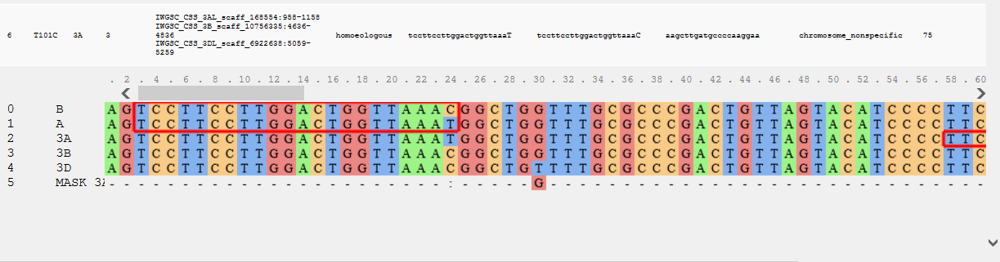 IWGSC_CSS_3AL_scaff_168554:958-1158
IWGSC_CSS_3B_scaff_10756335:4636-
6 T101C 3A 3 4836 homoeologous tccttccttggactggttaaaT tccttccttggactggttaaaC aagcttgatgccccaaggaa chromosome_nonspecific 75
IWGSC_CSS_3DL_scaff_6922638:5059-
5259
. 2 . 4 . 6 . 8 . 10 . 12 . 14 . 16 . 18 . 20 . 22 . 24 . 26 . 28 . 30 . 32 . 34 . 36 . 38 . 40 . 42 . 44 . 46 . 48 . 50 . 52 . 54 . 56 . 58 . 60
0 B AGTCCTTCCTTGGACTGGTTAAACGGCTGGTTTGCGCCCGACTGTTAGTACATCCCCTTC
1 A AGTCCTTCCTTGGACTGGTTAAATGGCTGGTTTGCGCCCGACTGTTAGTACATCCCCTTC
2 3A AGTCCTTCCTTGGACTGGTTAAATGGCTGGTTTGCGCCCGACTGTTAGTACATCCCCTTC
3 3B AGTCCTTCCTTGGACTGGTTAAACGGCTGGTTTGCGCCCGACTGTTAGTACATCCCCTTC
4 3D AGTCCTTCCTTGGACTGGTTAAACGGCTGTTTTGCGCCCGACTGTTAGTACATCCCCTTC
5 MASK -----------------------:-----G------------------------------